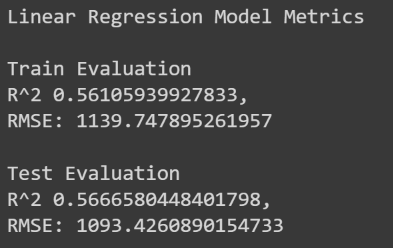 Linear Regression Model Metrics
Train Evaluation
R^2 0.56105939927833,
RMSE: 1139.747895261957
Test Evaluation
R^2 0.5666580448401798,
RMSE: 1093.4260890154733